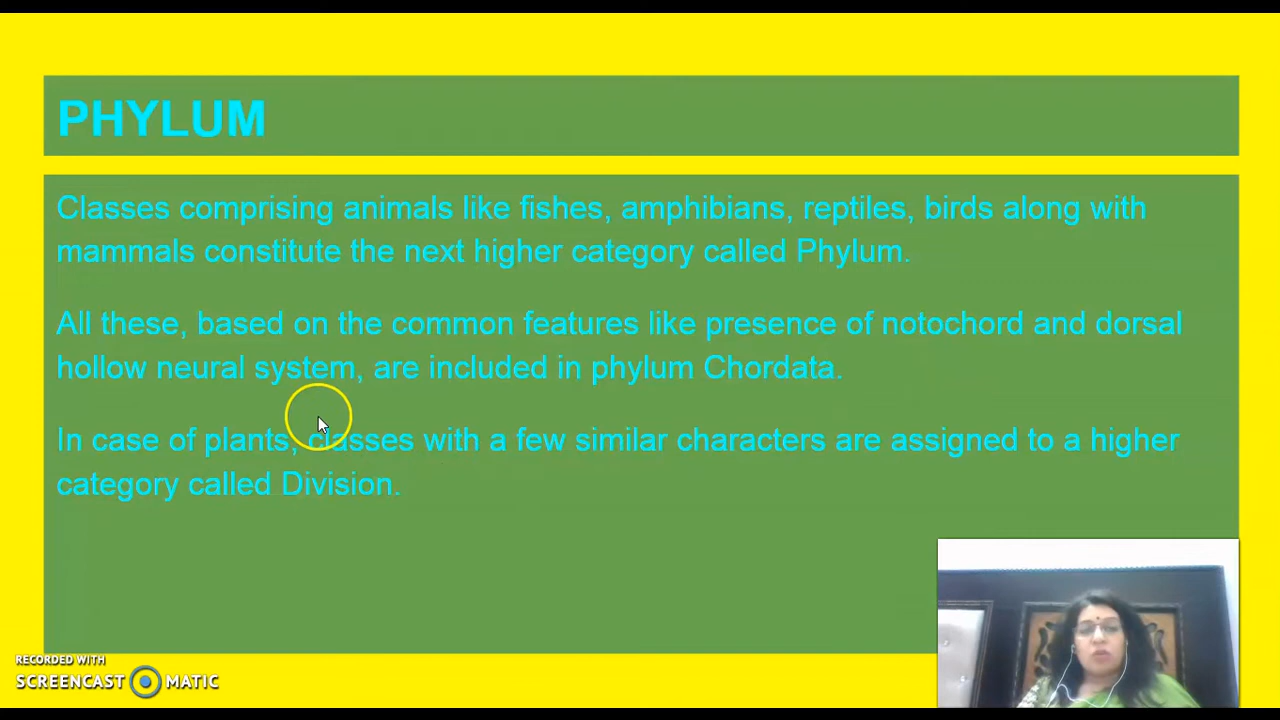 PHYLUM
Classes comprising animals like fishes, amphibians, reptiles, birds along with
mammals constitute the next higher category called Phylum.
All these, based on the common features like presence of notochord and dorsal
hollow neural system, are included in phylum Chordata.
In case of plants, classes with a few similar characters are assigned to a higher
category called Division.
RECORDED WITH
SCREENCAST MATIC